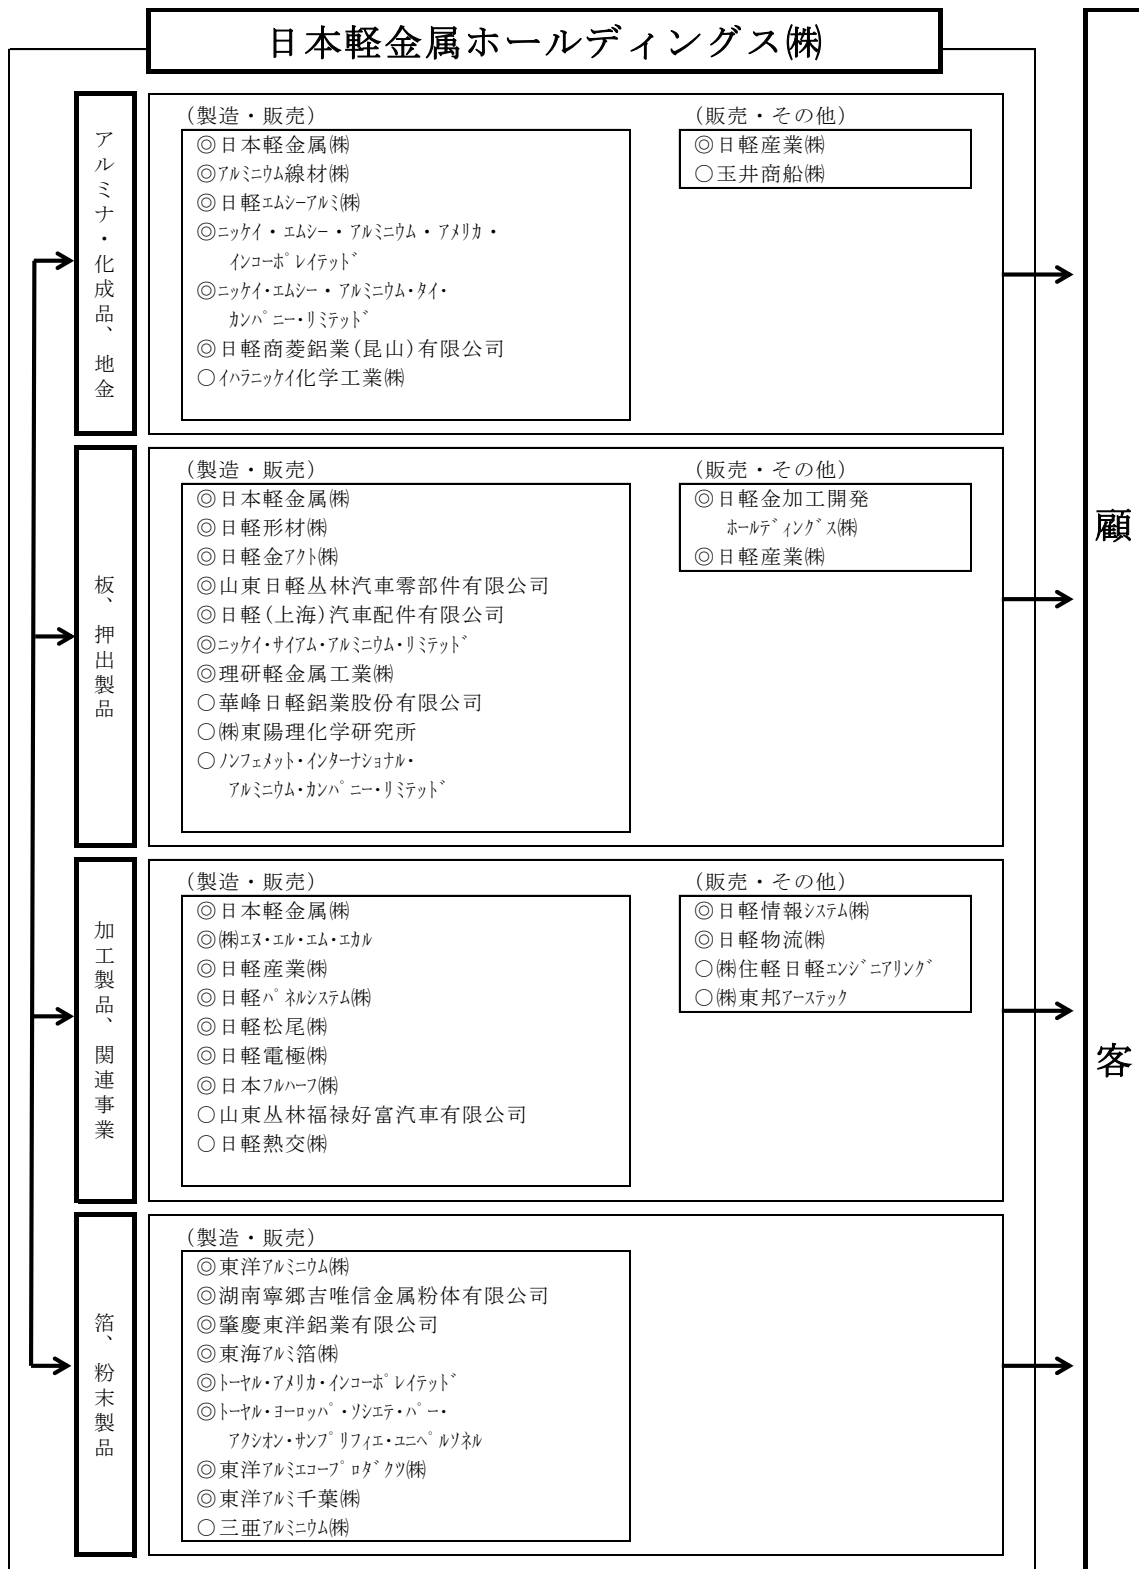 日本軽金属ホールディングス㈱
アルミナ・化成品、地金
(製造・販売)
◎日本軽金属㈱
◎ｱﾙﾐﾆｳﾑ線材㈱
◎日軽ｴﾑｼｰｱﾙﾐ㈱
◎ﾆｯｹｲ・ｴﾑｼｰ・ｱﾙﾐﾆｳﾑ・ｱﾒﾘｶ・
ｲﾝｺｰﾎﾟﾚｲﾃｯﾄﾞ
◎ﾆｯｹｲ・ｴﾑｼｰ・ｱﾙﾐﾆｳﾑ・ﾀｲ・
ｶﾝﾊﾟﾆｰ・ﾘﾐﾃｯﾄﾞ
◎日軽商菱鋁業(昆山)有限公司
○ｲﾊﾗﾆｯｹｲ化学工業㈱
(販売・その他)
◎日軽産業㈱
○玉井商船㈱
板、押出製品
(製造・販売)
◎日本軽金属㈱
◎日軽形材㈱
◎日軽金ｱｸﾄ㈱
◎山東日軽丛林汽車零部件有限公司
◎日軽(上海)汽車配件有限公司
◎ﾆｯｹｲ・ｻｲｱﾑ・ｱﾙﾐﾆｳﾑ・ﾘﾐﾃｯﾄﾞ
◎理研軽金属工業㈱
○華峰日軽鋁業股份有限公司
○㈱東陽理化学研究所
○ﾉﾝﾌｪﾒｯﾄ・ｲﾝﾀｰﾅｼｮﾅﾙ・
ｱﾙﾐﾆｳﾑ・ｶﾝﾊﾟﾆｰ・ﾘﾐﾃｯﾄﾞ
(販売・その他)
◎日軽金加工開発
ﾎｰﾙﾃﾞｨﾝｸﾞｽ㈱
◎日軽産業㈱
加工製品、関連事業
(製造・販売)
◎日本軽金属㈱
◎㈱ｴﾇ・ｴﾙ・ｴﾑ・ｴｶﾙ
◎日軽産業㈱
◎日軽ﾊﾟﾈﾙｼｽﾃﾑ㈱
◎日軽松尾㈱
◎日軽電極㈱
◎日本ﾌﾙﾊｰﾌ㈱
○山東丛林福禄好富汽車有限公司
○日軽熱交㈱
(販売・その他)
◎日軽情報ｼｽﾃﾑ㈱
◎日軽物流㈱
○㈱住軽日軽ｴﾝｼﾞﾆｱﾘﾝｸﾞ
○㈱東邦ｱｰｽﾃｯｸ
箔、粉末製品
(製造・販売)
◎東洋ｱﾙﾐﾆｳﾑ㈱
◎湖南寧郷吉唯信金属粉体有限公司
◎肇慶東洋鋁業有限公司
◎東海ｱﾙﾐ箔㈱
◎ﾄｰﾔﾙ・ｱﾒﾘｶ・ｲﾝｺｰﾎﾟﾚｲﾃｯﾄﾞ
◎ﾄｰﾔﾙ・ﾖｰﾛｯﾊﾟ・ｿｼｴﾃ・ﾊﾟｰ・
ｱｸｼｵﾝ・ｻﾝﾌﾟﾘﾌｨｴ・ﾕﾆﾍﾟﾙｿﾈﾙ
◎東洋ｱﾙﾐｴｺｰﾌﾟﾛﾀﾞｸﾂ㈱
◎東洋ｱﾙﾐ千葉㈱
○三亜ｱﾙﾐﾆｳﾑ㈱
顧客